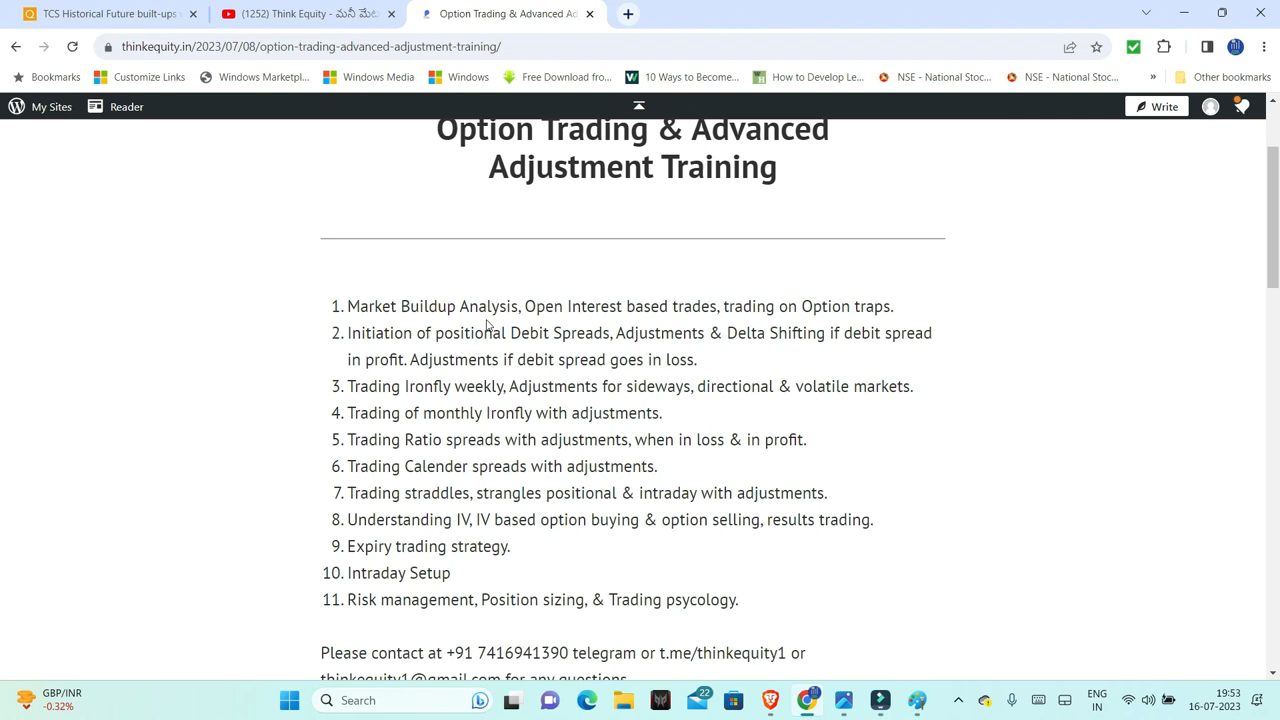 TCS Historical Future built-ups v
(1252) Think Equity - మనీ మేట
Option Trading & Advanced Ad
thinkequity.in/2023/07/08/option-trading-advanced-adjustment-training/
Bookmarks
Customize Links
Windows Marketpl...
Windows Media
Windows
Free Download fro...
10 Ways to Become...
How to Develop Le...
NSE - National Stoc...
NSE - National Stoc...
»
Other bookmarks
My Sites
Reader
Write
Option Trading & Advanced
Adjustment Training
1. Market Buildup Analysis, Open Interest based trades, trading on Option traps.
2. Initiation of positional Debit Spreads, Adjustments & Delta Shifting if debit spread
in profit. Adjustments if debit spread goes in loss.
3. Trading Ironfly weekly, Adjustments for sideways, directional & volatile markets.
4. Trading of monthly Ironfly with adjustments.
5. Trading Ratio spreads with adjustments, when in loss & in profit.
6. Trading Calender spreads with adjustments.
7. Trading straddles, strangles positional & intraday with adjustments.
8. Understanding IV, IV based option buying & option selling, results trading.
9. Expiry trading strategy.
10. Intraday Setup
11. Risk management, Position sizing, & Trading psycology.
Please contact at +91 7416941390 telegram or t.me/thinkequity1 or
thinkequity1@gmail.com for any questions
GBP/INR
-0.32%
Search
22
ENG
IN
19:53
16-07-2023